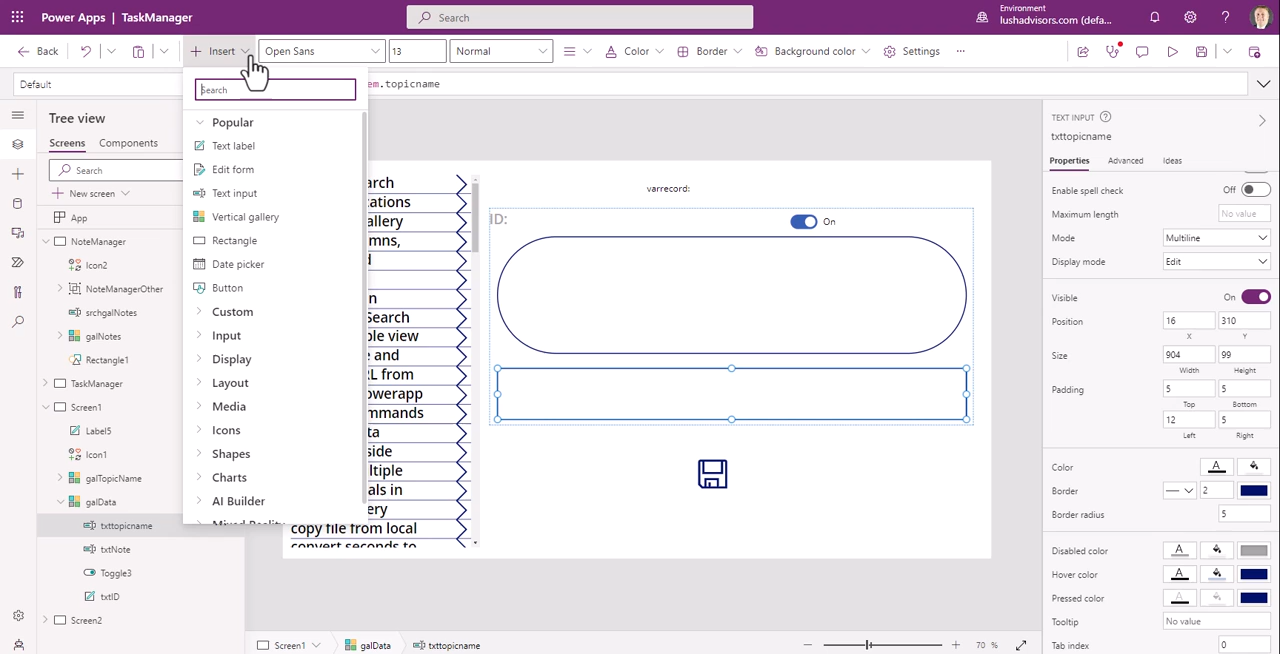 Power Apps | TaskManager
Search
Environment
lushadvisors.com (defa...
Back
Insert
Open Sans
13
Normal
Color
Border
Background color
Settings
Default
em.topicname
Search
Popular
Text label
Edit form
Text input
Vertical gallery
Rectangle
Date picker
Button
Custom
Input
Display
Layout
Media
Icons
Shapes
Charts
AI Builder
Mixed Reality
Tree view
Screens
Components
Search
New screen
App
NoteManager
Icon2
NoteManagerOther
srchgalNotes
galNotes
Rectangle1
TaskManager
Screen1
Label5
Icon1
galTopicName
galData
txttopicname
txtNote
Toggle3
txtID
Screen2
arch
ations
allery
umns,
d
n
Search
ple view
e and
RL from
owerapp
mmands
ta
side
ultiple
als in
ery
copy file from local
convert seconds to
varrecord:
ID:
On
TEXT INPUT
txttopicname
Properties
Advanced
Ideas
Enable spell check
Off
Maximum length
No value
Mode
Multiline
Display mode
Edit
Visible
On
Position
16
310
X
Y
Size
904
99
Width
Height
Padding
5
5
Top
Bottom
12
5
Left
Right
Color
Border
2
Border radius
5
Disabled color
Hover color
Pressed color
Tooltip
No value
Tab index
0
Screen1
galData
txttopicname
70 %